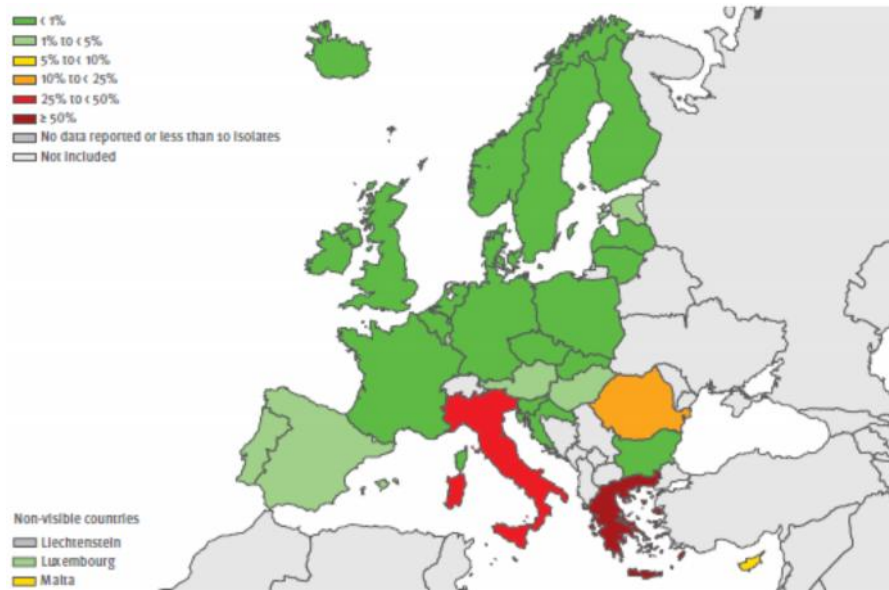 < 1%
1% to < 5%
5% to < 10%
10% to < 25%
25% to < 50%
≥ 50%
No data reported or less than 10 isolates
Not included
Non-visible countries
Liechtenstein
Luxembourg
Malta